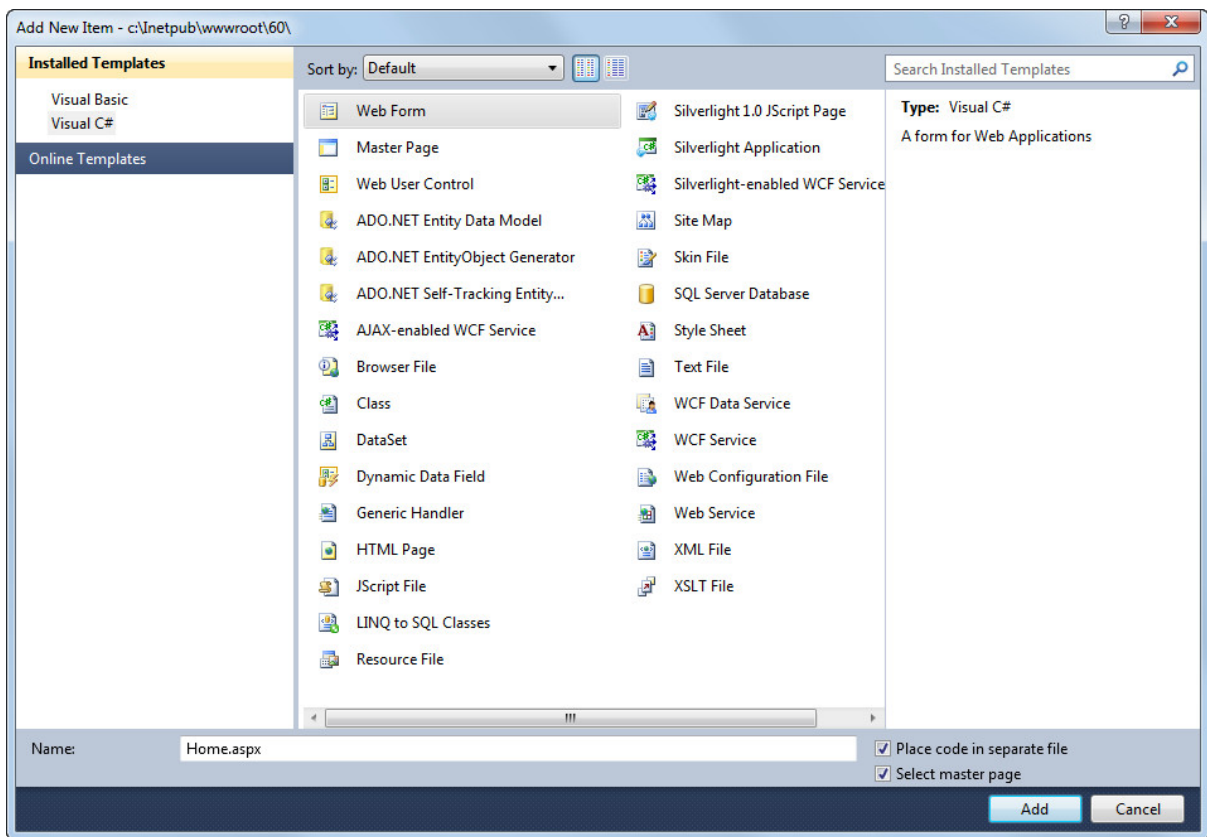 Add New Item - c:\Inetpub\wwwroot\60\
Installed Templates
Visual Basic
Visual C#
Online Templates
Sort by: Default
Search Installed Templates
Web Form
Master Page
Web User Control
ADO.NET Entity Data Model
ADO.NET EntityObject Generator
ADO.NET Self-Tracking Entity...
AJAX-enabled WCF Service
Browser File
Class
DataSet
Dynamic Data Field
Generic Handler
HTML Page
JScript File
LINQ to SQL Classes
Resource File
Silverlight 1.0 JScript Page
Silverlight Application
Silverlight-enabled WCF Service
Site Map
Skin File
SQL Server Database
Style Sheet
Text File
WCF Data Service
WCF Service
Web Configuration File
Web Service
XML File
XSLT File
Type: Visual C#
A form for Web Applications
Name: Home.aspx
Place code in separate file
Select master page
Add Cancel